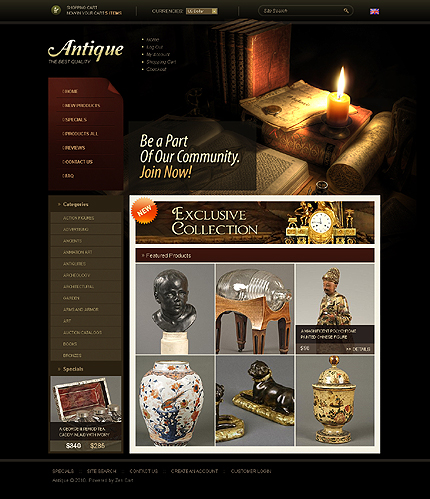 SHOPPING CART
NOW IN YOUR CART 0 ITEMS
CURRENCIES:
US Dollar
Site Search
Antique
THE BEST QUALITY
Home
Log Out
My Account
Shopping Cart
Checkout
HOME
NEW PRODUCTS
SPECIALS
PRODUCTS ALL
REVIEWS
CONTACT US
FAQ
Be a Part
Of Our Community.
Join Now!
Categories
ACTION FIGURES
ADVERTISING
ANCIENTS
ANIMATION ART
ANTIQUITIES
ARCHEOLOGY
ARCHITECTURAL
GARDEN
ARMS AND ARMOR
ART
AUCTION CATALOGS
BOOKS
BRONZES
NEW
EXCLUSIVE
COLLECTION
Featured Products
A MAGNIFICENT POLYCHROME
PAINTED CHINESE FIGURE
DETAILS
Specials
A GEORGE III PERIOD TEA
CADDY INLAID WITH IVORY
$340 $286
SPECIALS
SITE SEARCH
CONTACT US
CREATE AN ACCOUNT
CUSTOMER LOGIN
Antique © 2010. Powered by Zen Cart